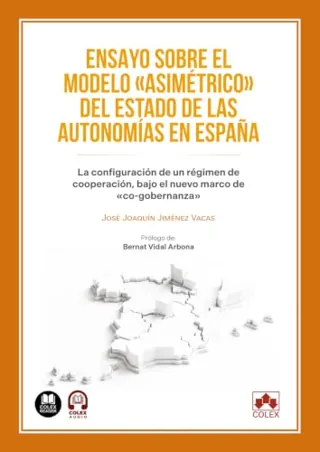 ENSAYO SOBRE EL
MODELO «ASIMÉTRICO»
DEL ESTADO DE LAS
AUTONOMÍAS EN ESPAÑA
La configuración de un régimen de
cooperación, bajo el nuevo marco de
«co-gobernanza»
José Joaquín Jiménez Vacas
Prólogo de:
Bernat Vidal Arbona
COLEX
READER
COLEX
AUDIO
COLEX